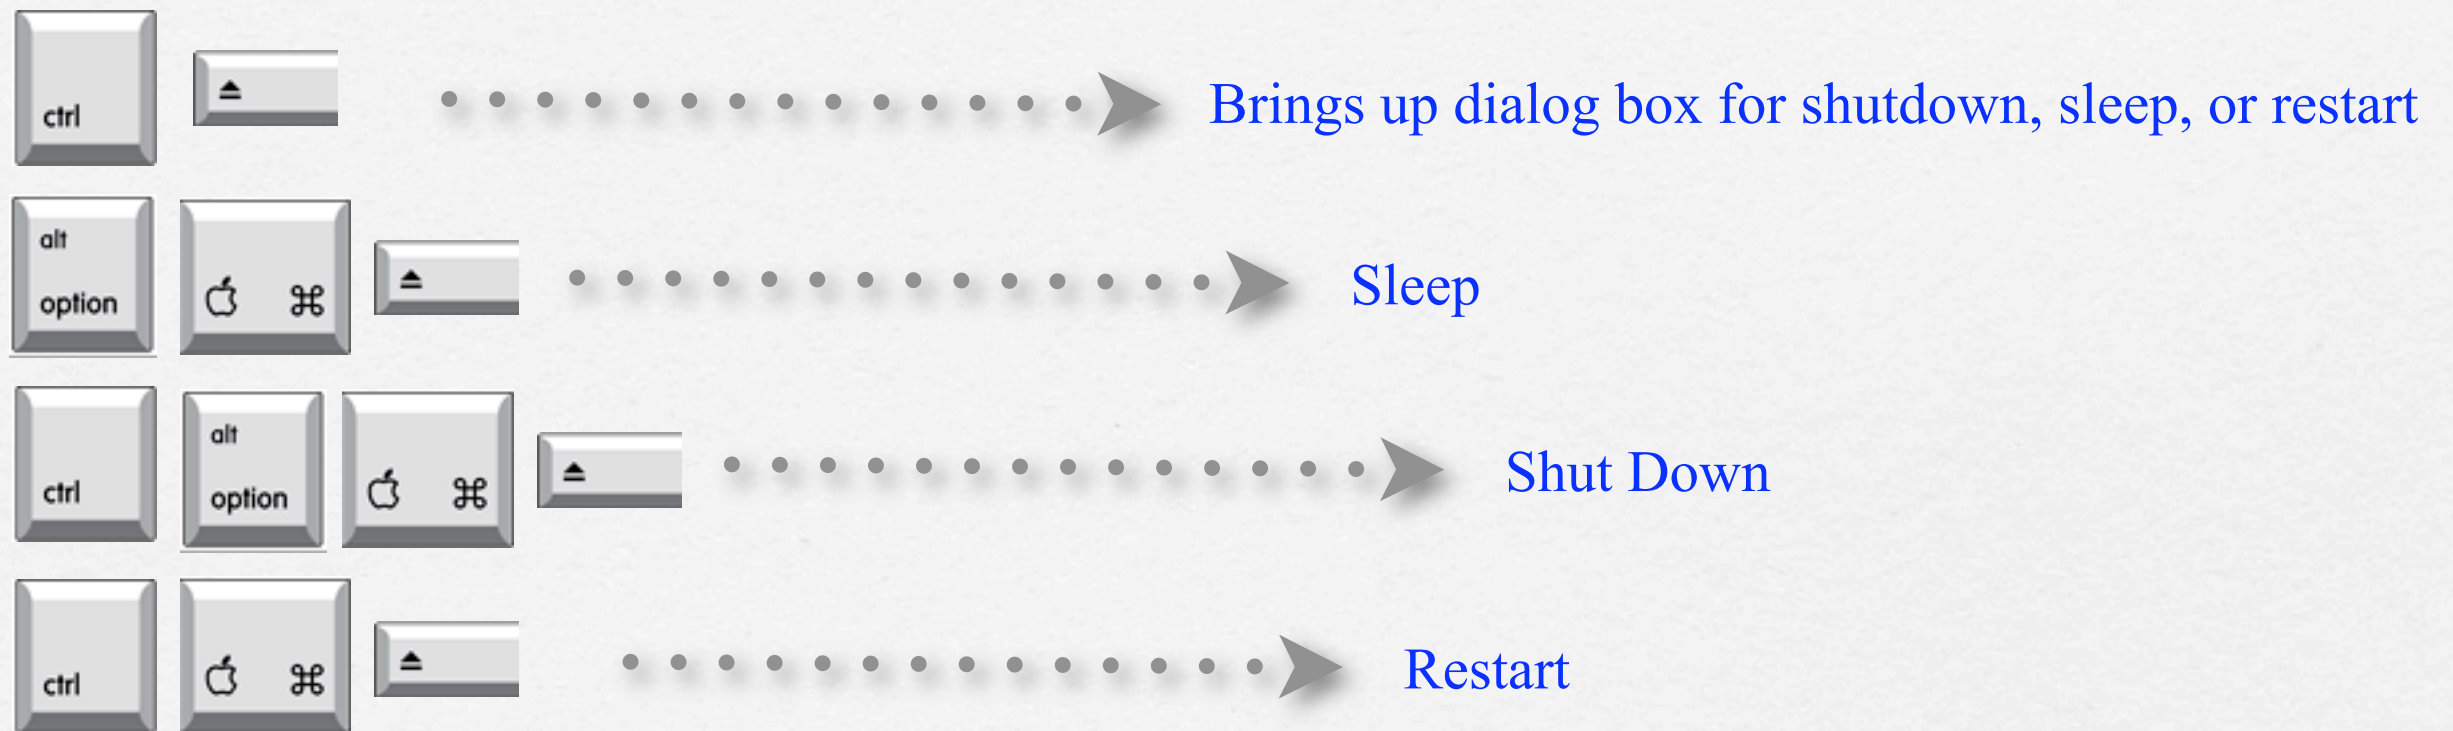 ctrl ⏏ Brings up dialog box for shutdown, sleep, or restart
alt
option ⌘ ⏏ Sleep
ctrl alt
option ⌘ ⏏ Shut Down
ctrl ⌘ ⏏ Restart